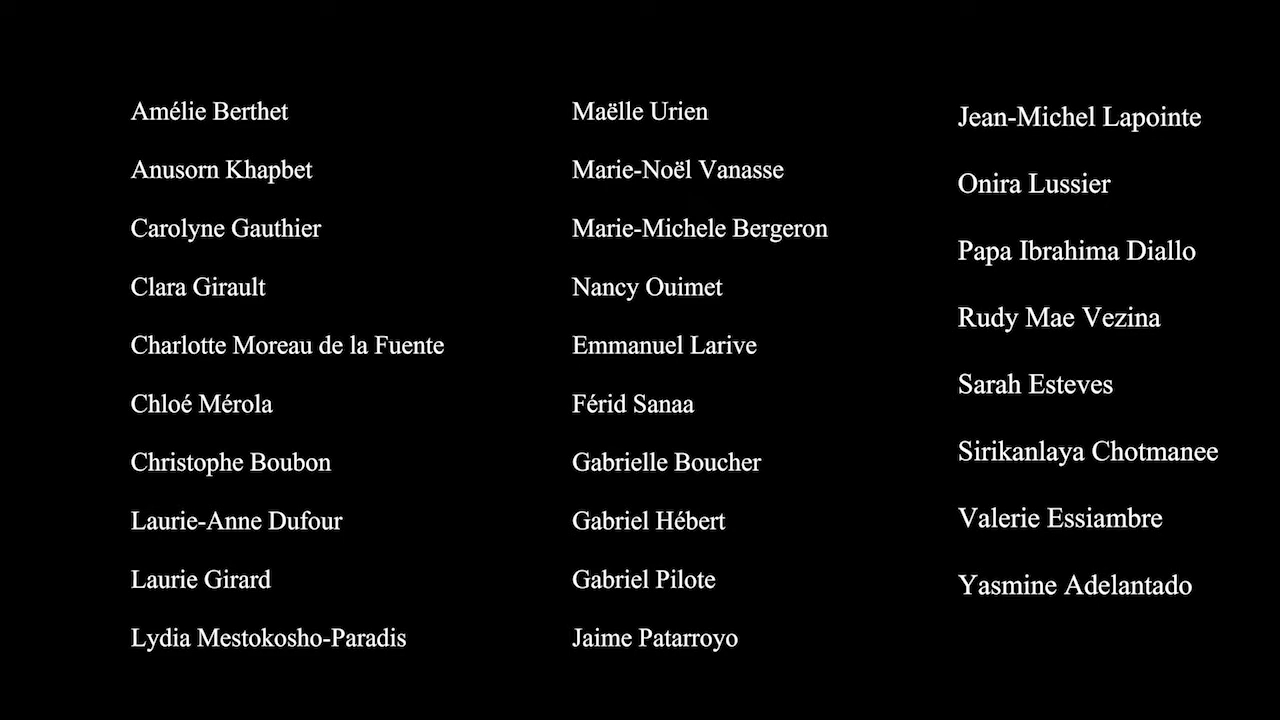 Amélie Berthet
Anusorn Khapbet
Carolyne Gauthier
Clara Girault
Charlotte Moreau de la Fuente
Chloé Mérola
Christophe Boubon
Laurie-Anne Dufour
Laurie Girard
Lydia Mestokosho-Paradis
Maëlle Urien
Marie-Noël Vanasse
Marie-Michele Bergeron
Nancy Ouimet
Emmanuel Larive
Férid Sanaa
Gabrielle Boucher
Gabriel Hébert
Gabriel Pilote
Jaime Patarroyo
Jean-Michel Lapointe
Onira Lussier
Papa Ibrahima Diallo
Rudy Mae Vezina
Sarah Esteves
Sirikanlaya Chotmanee
Valerie Essiambre
Yasmine Adelantado